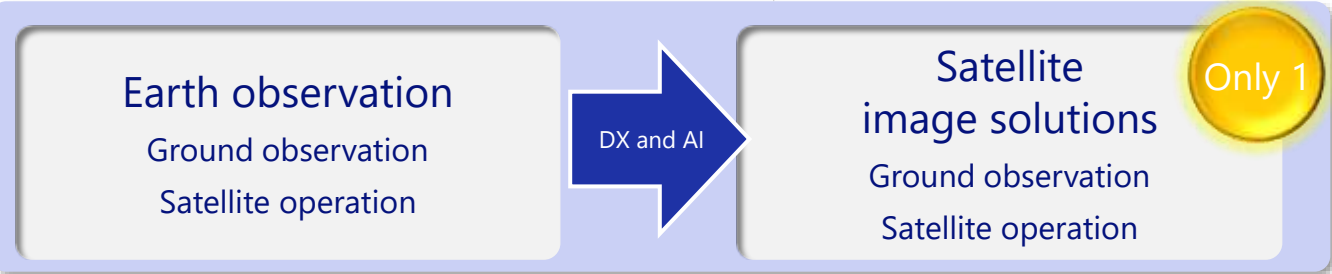 Earth observation
Ground observation
Satellite operation
DX and AI
Satellite
image solutions
Ground observation
Satellite operation
Only 1